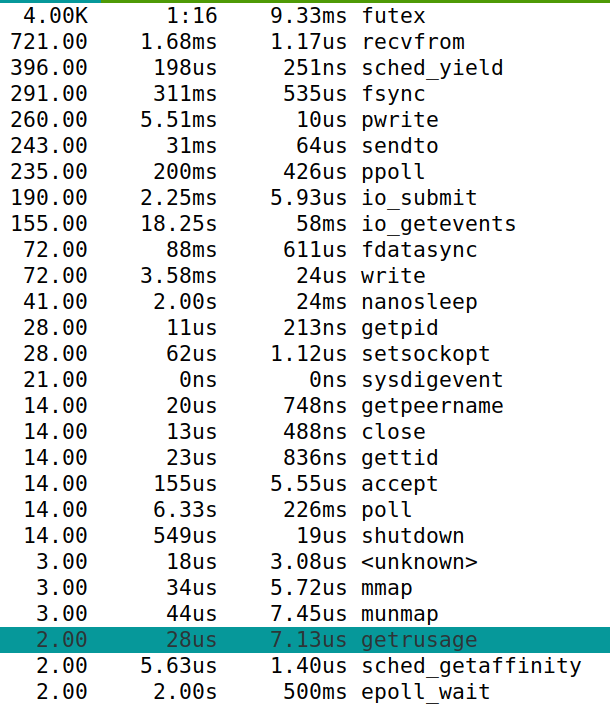 4.00K 1:16 9.33ms futex
721.00 1.68ms 1.17us recvfrom
396.00 198us 251ns sched_yield
291.00 311ms 535us fsync
260.00 5.51ms 10us pwrite
243.00 31ms 64us sendto
235.00 200ms 426us ppoll
190.00 2.25ms 5.93us io_submit
155.00 18.25s 58ms io_getevents
72.00 88ms 611us fdatasync
72.00 3.58ms 24us write
41.00 2.00s 24ms nanosleep
28.00 11us 213ns getpid
28.00 62us 1.12us setsockopt
21.00 0ns 0ns sysdigevent
14.00 20us 748ns getpeername
14.00 13us 488ns close
14.00 23us 836ns gettid
14.00 155us 5.55us accept
14.00 6.33s 226ms poll
14.00 549us 19us shutdown
3.00 18us 3.08us <unknown>
3.00 34us 5.72us mmap
3.00 44us 7.45us munmap
2.00 28us 7.13us getrusage
2.00 5.63us 1.40us sched_getaffinity
2.00 2.00s 500ms epoll_wait